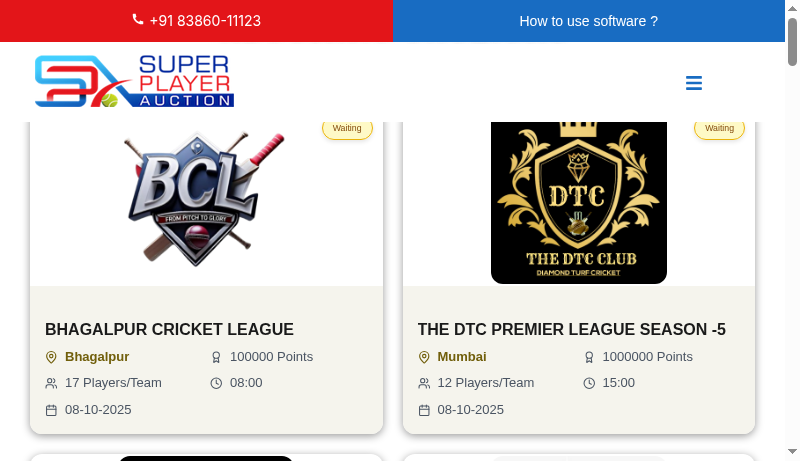 +91 83860-11123
How to use software ?
SUPER
PLAYER
AUCTION
Waiting
Waiting
BCL
FROM PITCH TO GLORY
DTC
THE DTC CLUB
DIAMOND TURF CRICKET
BHAGALPUR CRICKET LEAGUE
Bhagalpur
100000 Points
17 Players/Team
08:00
08-10-2025
THE DTC PREMIER LEAGUE SEASON -5
Mumbai
1000000 Points
12 Players/Team
15:00
08-10-2025